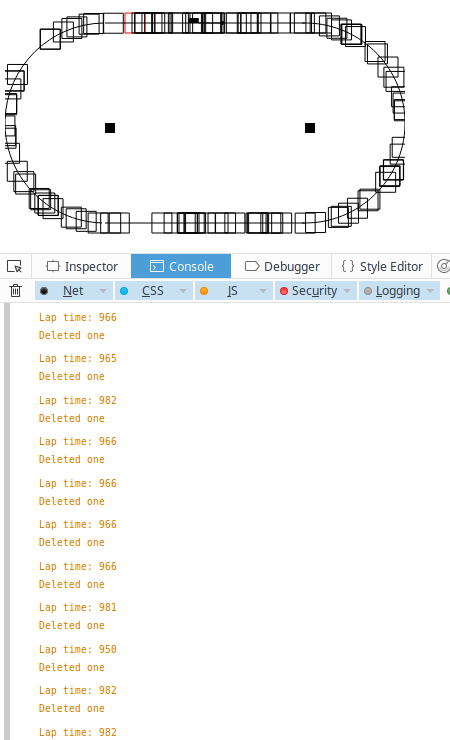 Inspector Console Debugger Style Editor
Net CSS JS Security Logging
Lap time: 966
Deleted one
Lap time: 965
Deleted one
Lap time: 982
Deleted one
Lap time: 966
Deleted one
Lap time: 966
Deleted one
Lap time: 966
Deleted one
Lap time: 966
Deleted one
Lap time: 981
Deleted one
Lap time: 950
Deleted one
Lap time: 982
Deleted one
Lap time: 982